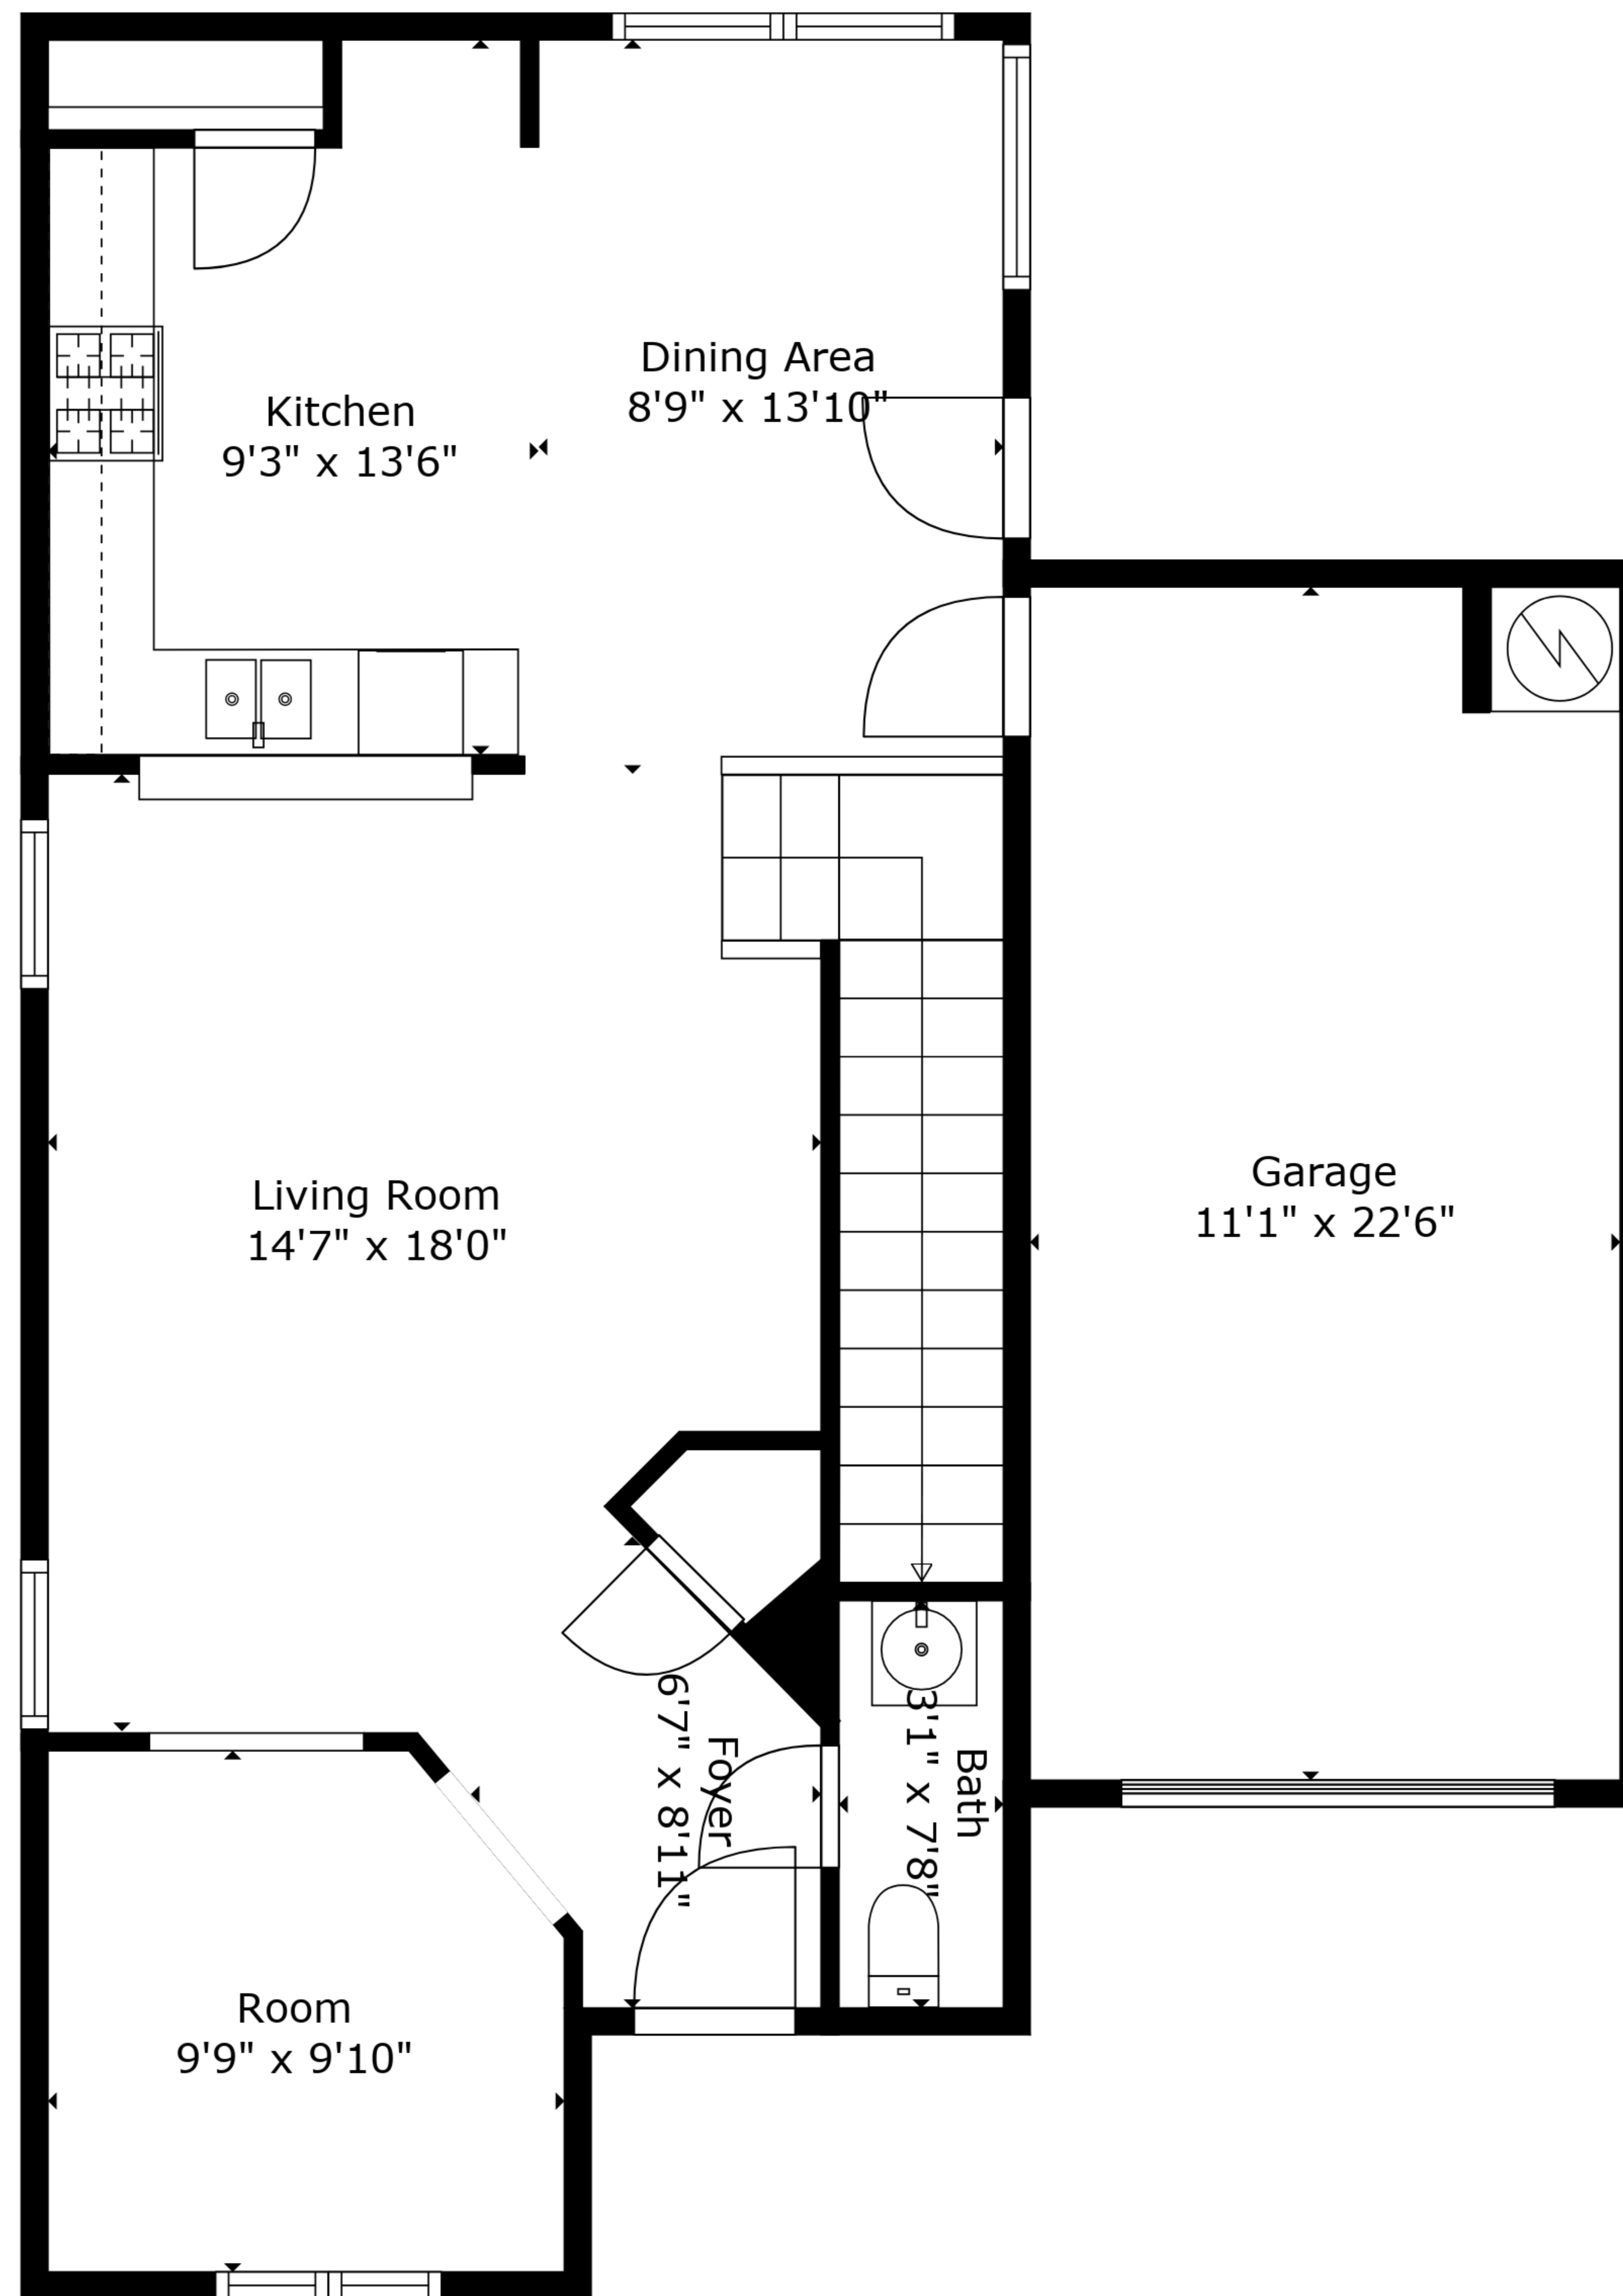 Dining Area
8'9" x 13'10"
Kitchen
9'3" x 13'6"
Garage
11'1" x 22'6"
Living Room
14'7" x 18'0"
Foyer
6'7" x 8'11"
Bath
3'1" x 7'8"
Room
9'9" x 9'10"